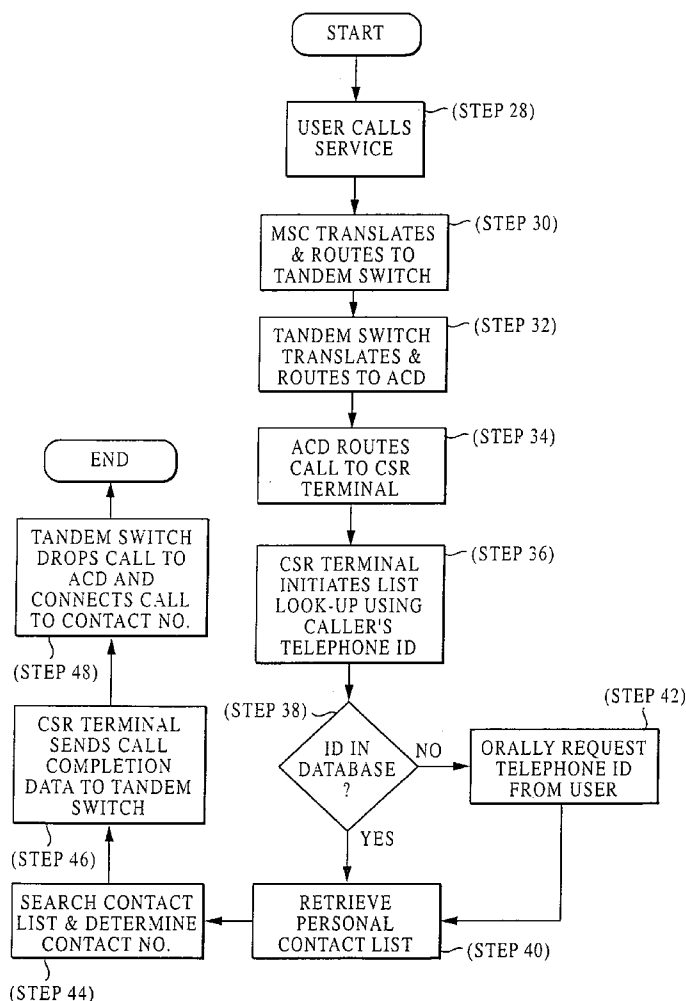 START
(STEP 28)
USER CALLS
SERVICE
(STEP 30)
MSC TRANSLATES
& ROUTES TO
TANDEM SWITCH
(STEP 32)
TANDEM SWITCH
TRANSLATES &
ROUTES TO ACD
(STEP 34)
ACD ROUTES
CALL TO CSR
TERMINAL
(STEP 36)
CSR TERMINAL
INITIATES LIST
LOOK-UP USING
CALLER'S
TELEPHONE ID
(STEP 38)
ID IN
DATABASE
?
NO
YES
(STEP 42)
ORALLY REQUEST
TELEPHONE ID
FROM USER
RETRIEVE
PERSONAL
CONTACT LIST
(STEP 40)
SEARCH CONTACT
LIST & DETERMINE
CONTACT NO.
(STEP 44)
CSR TERMINAL
SENDS CALL
COMPLETION
DATA TO TANDEM
SWITCH
(STEP 46)
TANDEM SWITCH
DROPS CALL TO
ACD AND
CONNECTS CALL
TO CONTACT NO.
(STEP 48)
END